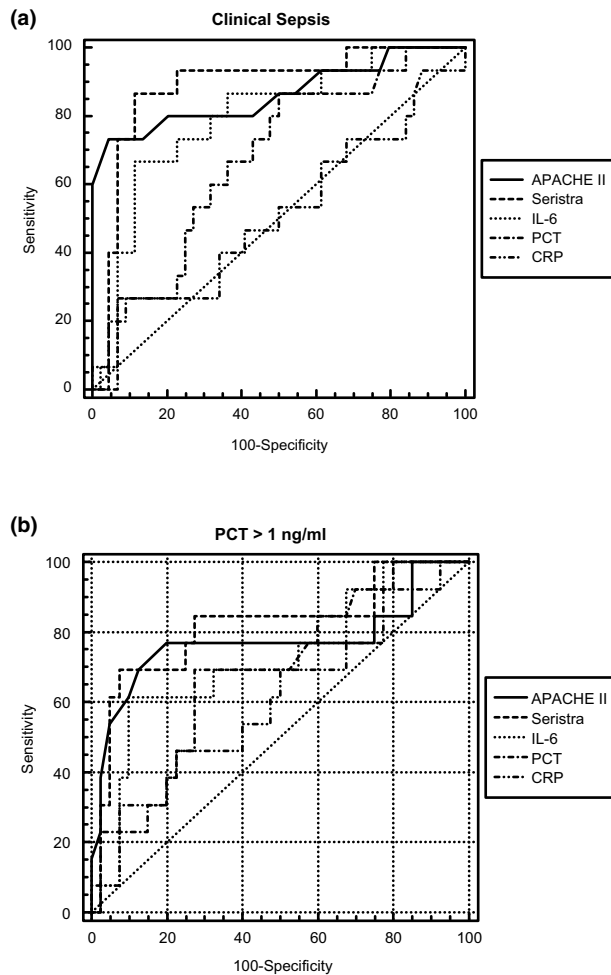 (a)
Clinical Sepsis
100
80
60
40
20
0
Sensitivity
0 20 40 60 80 100
100-Specificity
APACHE II
Seristra
IL-6
PCT
CRP
(b)
PCT > 1 ng/ml
100
80
60
40
20
0
Sensitivity
0 20 40 60 80 100
100-Specificity
APACHE II
Seristra
IL-6
PCT
CRP